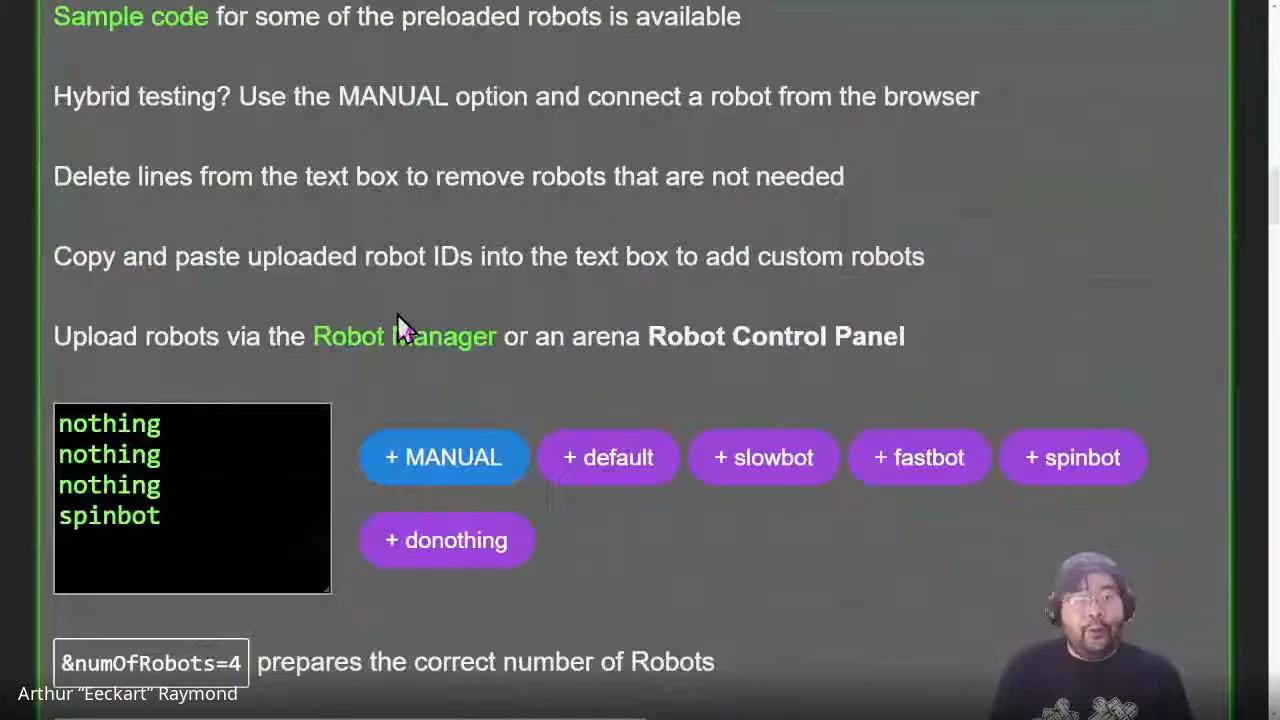 Sample code for some of the preloaded robots is available
Hybrid testing? Use the MANUAL option and connect a robot from the browser
Delete lines from the text box to remove robots that are not needed
Copy and paste uploaded robot IDs into the text box to add custom robots
Upload robots via the Robot Manager or an arena Robot Control Panel
nothing
nothing
nothing
spinbot
+ MANUAL
+ default
+ slowbot
+ fastbot
+ spinbot
+ donothing
&numOfRobots=4 prepares the correct number of Robots
Arthur “Eeckart” Raymond